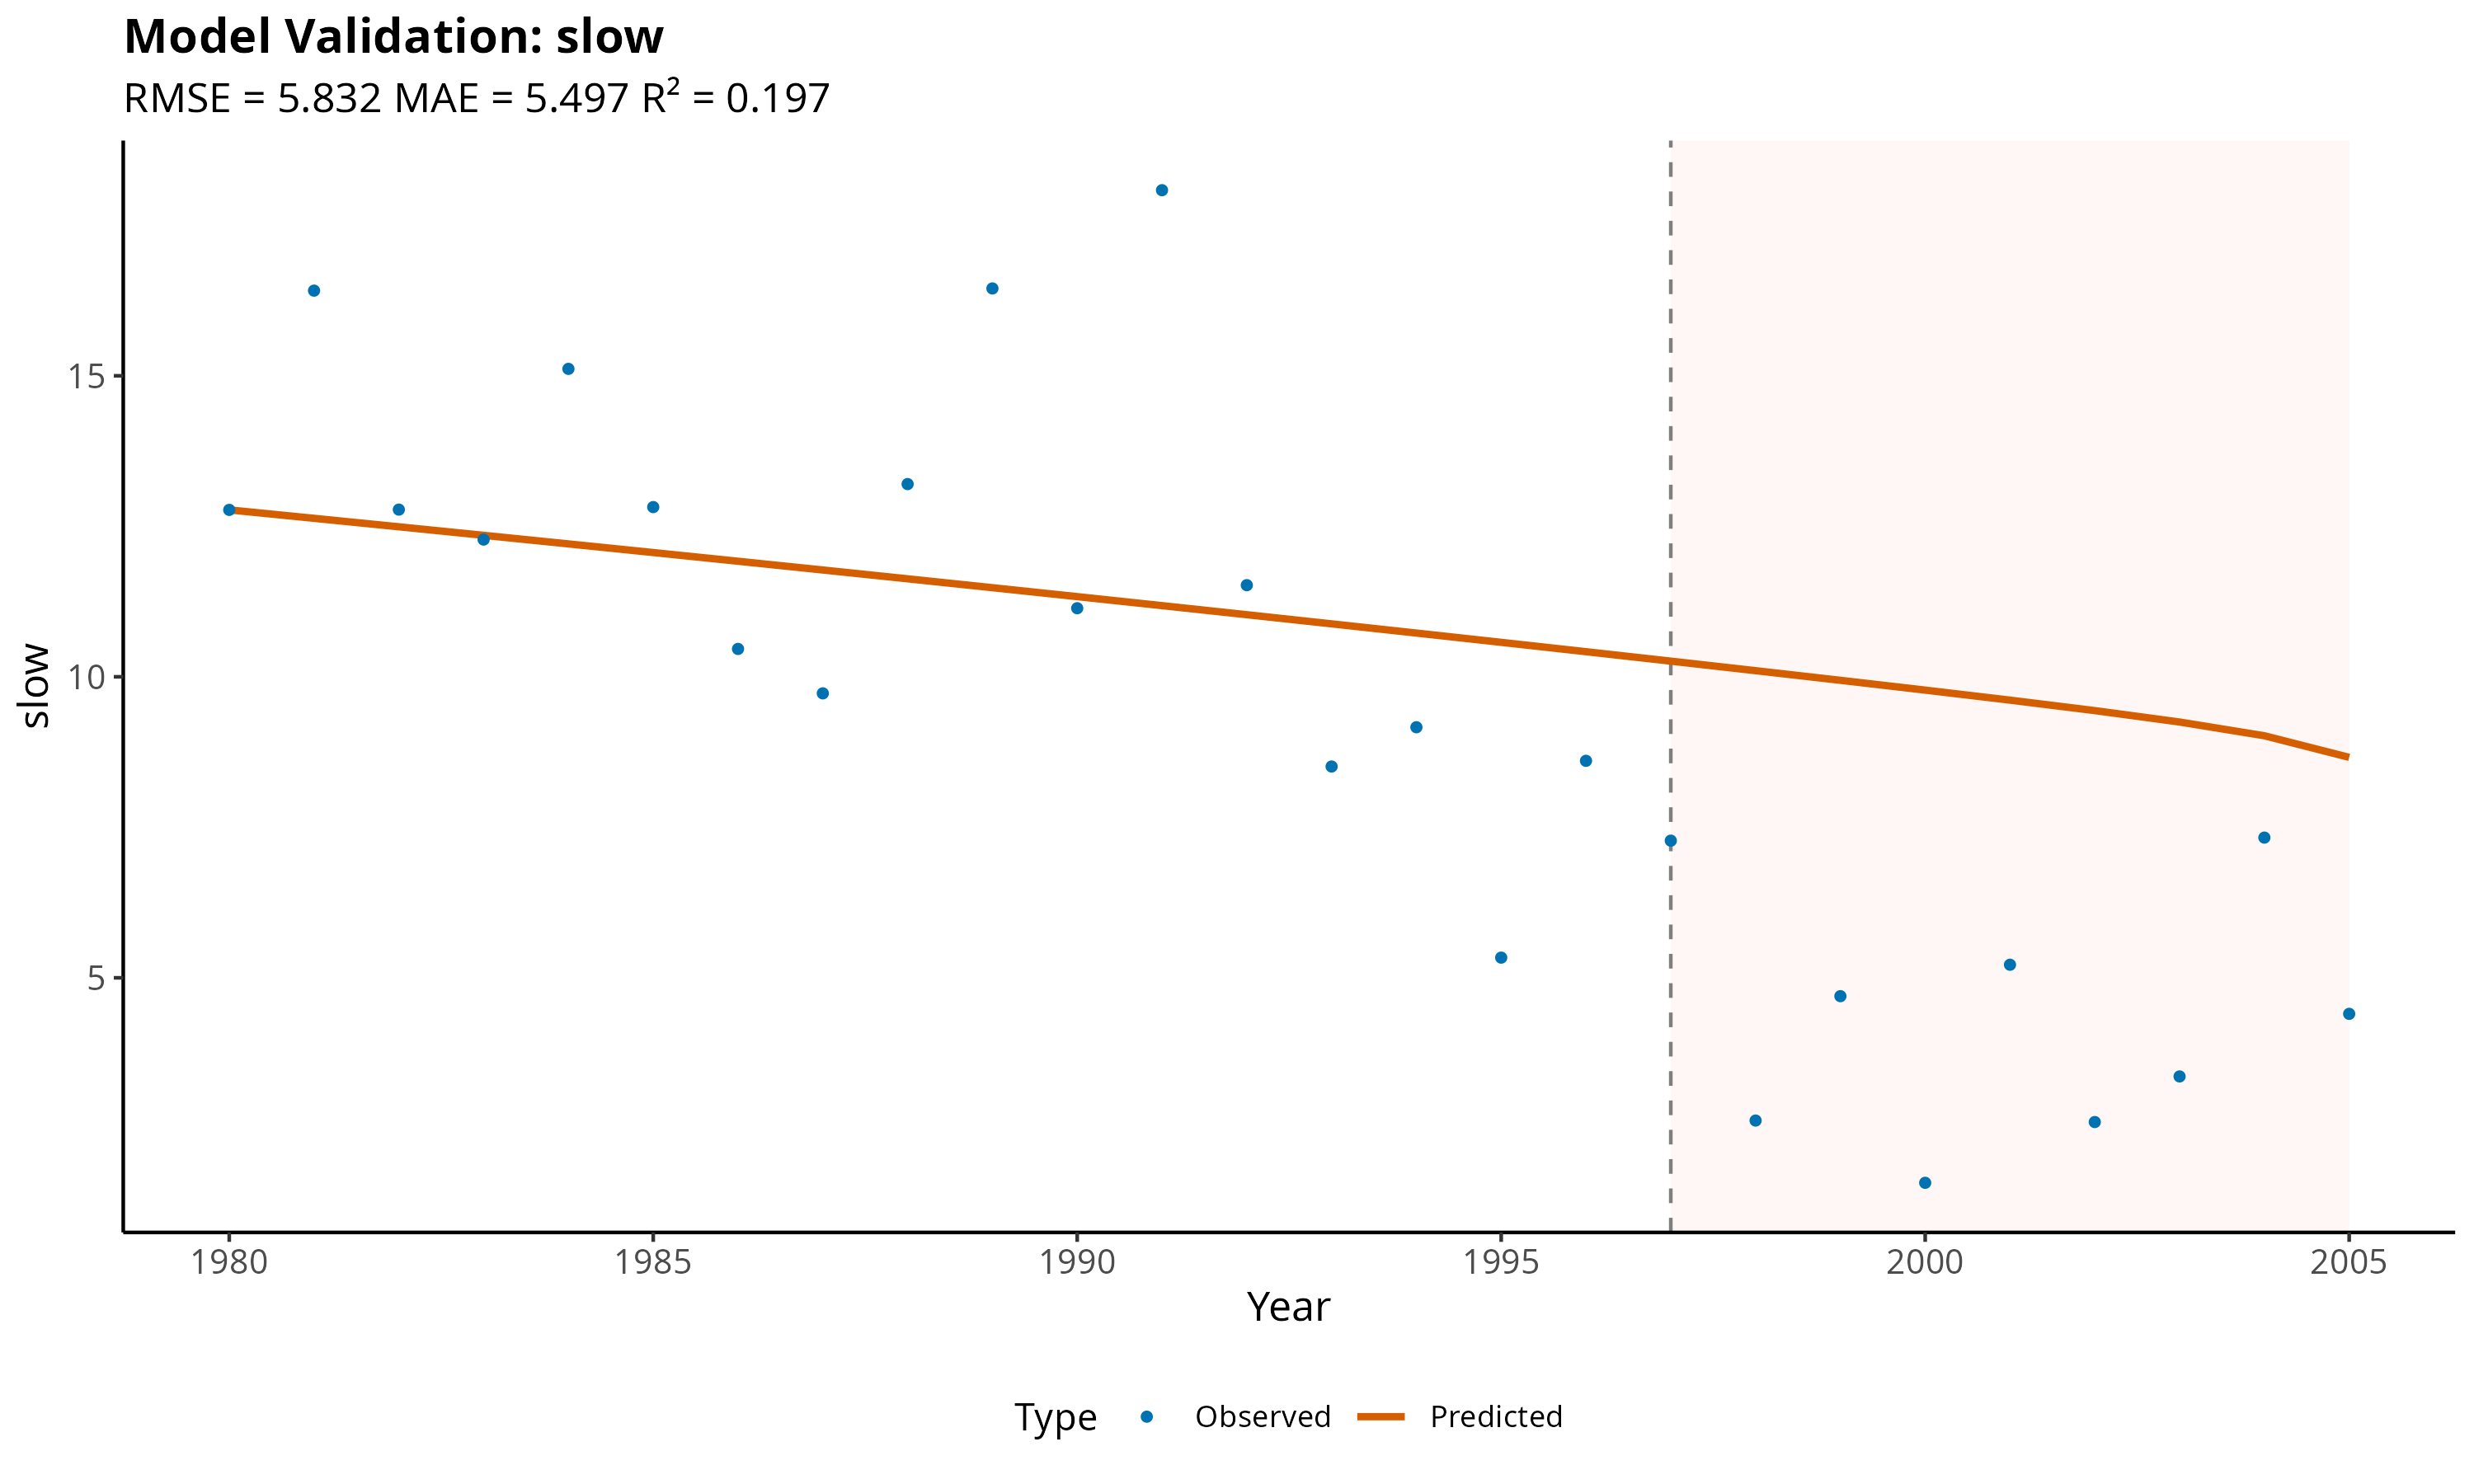 Model Validation: slow
RMSE = 5.832 MAE = 5.497 R² = 0.197
slow
15
10
5
1980 1985 1990 1995 2000 2005
Year
Type Observed Predicted